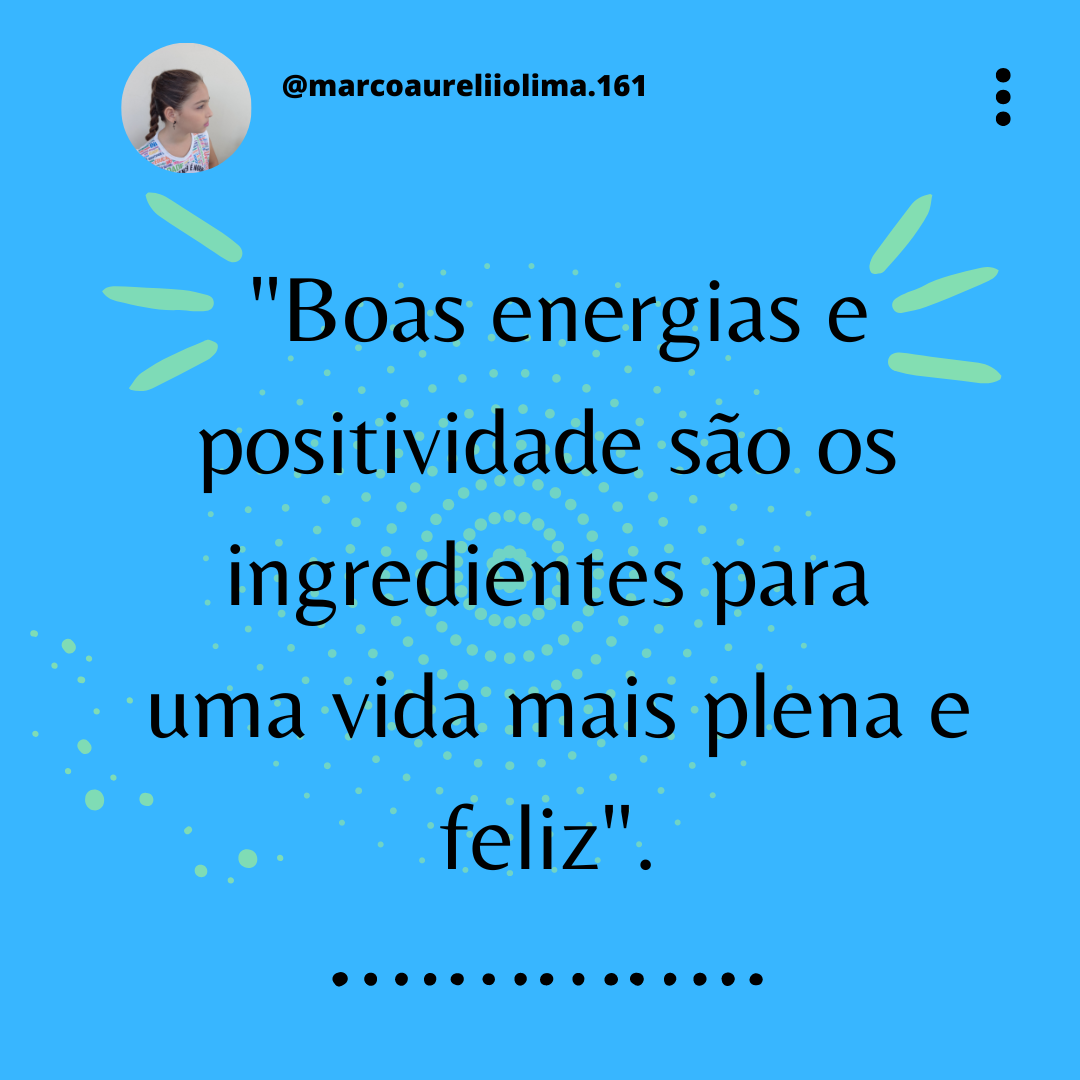 @marcoaureliiolima.161
"Boas energias e
positividade são os
ingredientes para
uma vida mais plena e
feliz".